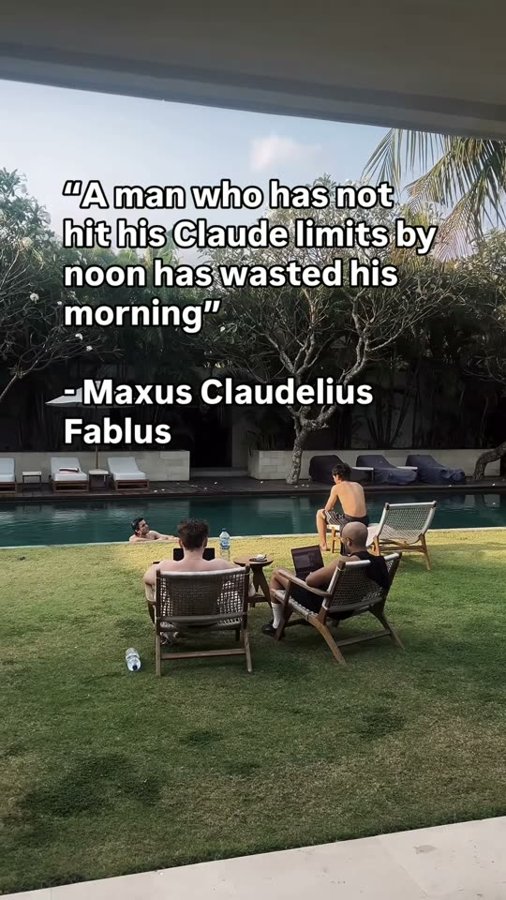 “A man who has not
hit his Claude limits by
noon has wasted his
morning”
- Maxus Claudelius
Fablus